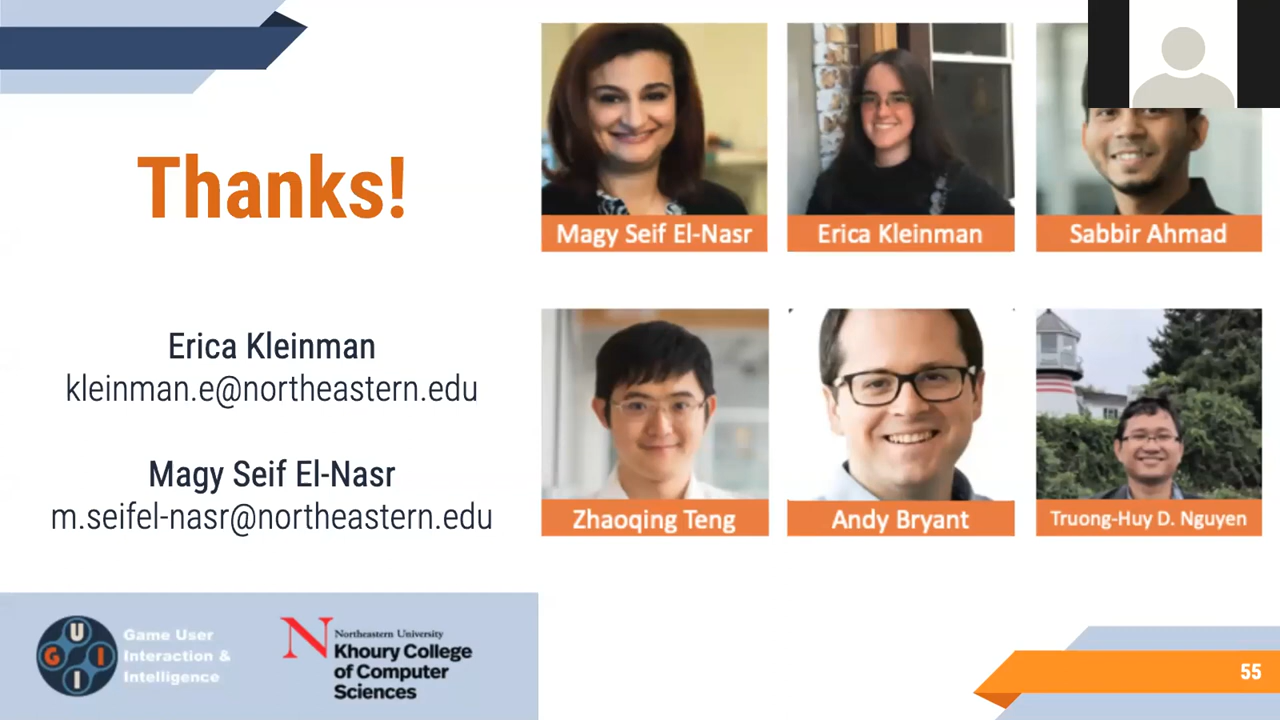 Thanks!
Erica Kleinman
kleinman.e@northeastern.edu
Magy Seif El-Nasr
m.seifel-nasr@northeastern.edu
Magy Seif El-Nasr
Erica Kleinman
Sabbir Ahmad
Zhaoqing Teng
Andy Bryant
Truong-Huy D. Nguyen
U
G I I
I
Game User
Interaction &
Intelligence
N
Northeastern University
Khoury College
of Computer
Sciences
55